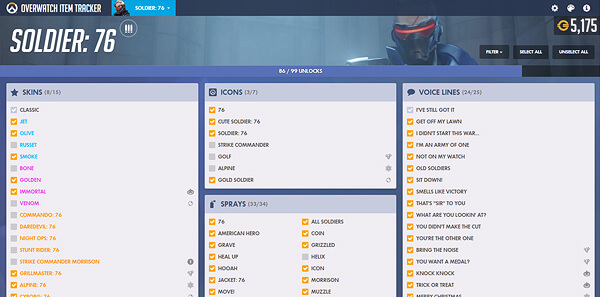 OVERWATCH ITEM TRACKER
SOLDIER: 76
SOLDIER: 76
5,175
FILTER
SELECT ALL
UNSELECT ALL
86 / 99 UNLOCKS
SKINS (8/15)
CLASSIC
JET
OLIVE
RUSSET
SMOKE
BONE
GOLDEN
IMMORTAL
VENOM
COMMANDO: 76
DAREDEVIL: 76
NIGHT OPS: 76
STUNT RIDER: 76
STRIKE COMMANDER MORRISON
GRILLMASTER: 76
ALPINE: 76
CYBORG: 76
ICONS (3/7)
76
CUTE SOLDIER: 76
SOLDIER: 76
STRIKE COMMANDER
GOLF
ALPINE
GOLD SOLDIER
SPRAYS (33/34)
76
AMERICAN HERO
GRAVE
HEAL UP
HOOAH
JACKET: 76
MOVE!
ALL SOLDIERS
COIN
GRIZZLED
HELIX
ICON
MORRISON
MUZZLE
VOICE LINES (24/25)
I'VE STILL GOT IT
GET OFF MY LAWN
I DIDN'T START THIS WAR...
I'M AN ARMY OF ONE
NOT ON MY WATCH
OLD SOLDIERS
SIT DOWN!
SMELLS LIKE VICTORY
THAT'S "SIR" TO YOU
WHAT ARE YOU LOOKIN' AT?
YOU DIDN'T MAKE THE CUT
YOU'RE THE OTHER ONE
BRING THE NOISE
YOU WANT A MEDAL?
KNOCK KNOCK
TRICK OR TREAT
MERRY CHRISTMAS